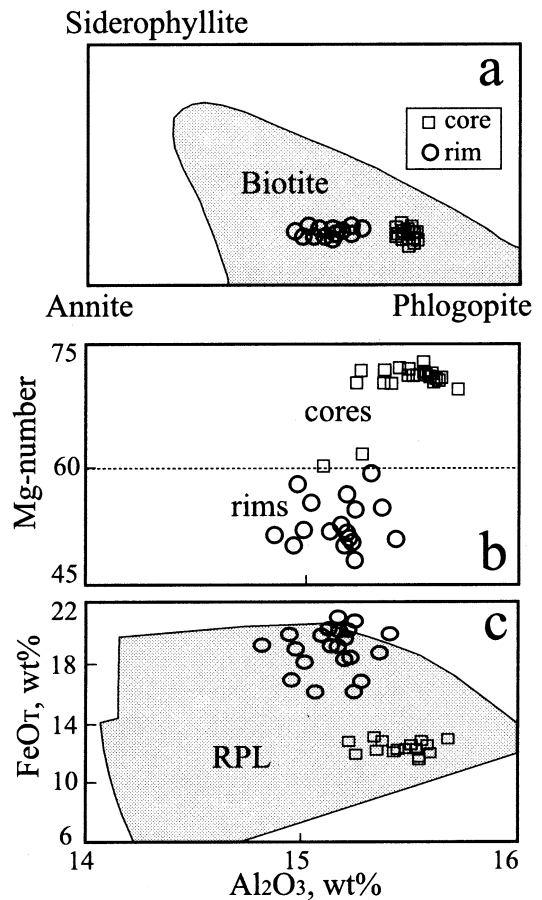 Siderophyllite
a
□ core
○ rim
Biotite
Annite Phlogopite
75
cores
Mg-number
60
rims
b
45
22
c
18
FeOT, wt%
14
RPL
10
6
14 15 16
Al2O3, wt%